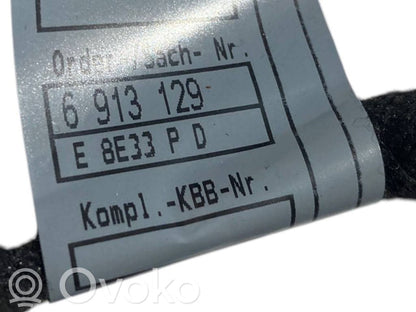 Order-/Sach- Nr.
6 913 129
E 8E33 P D
Kompl.-KBB-Nr.
© Ovoko